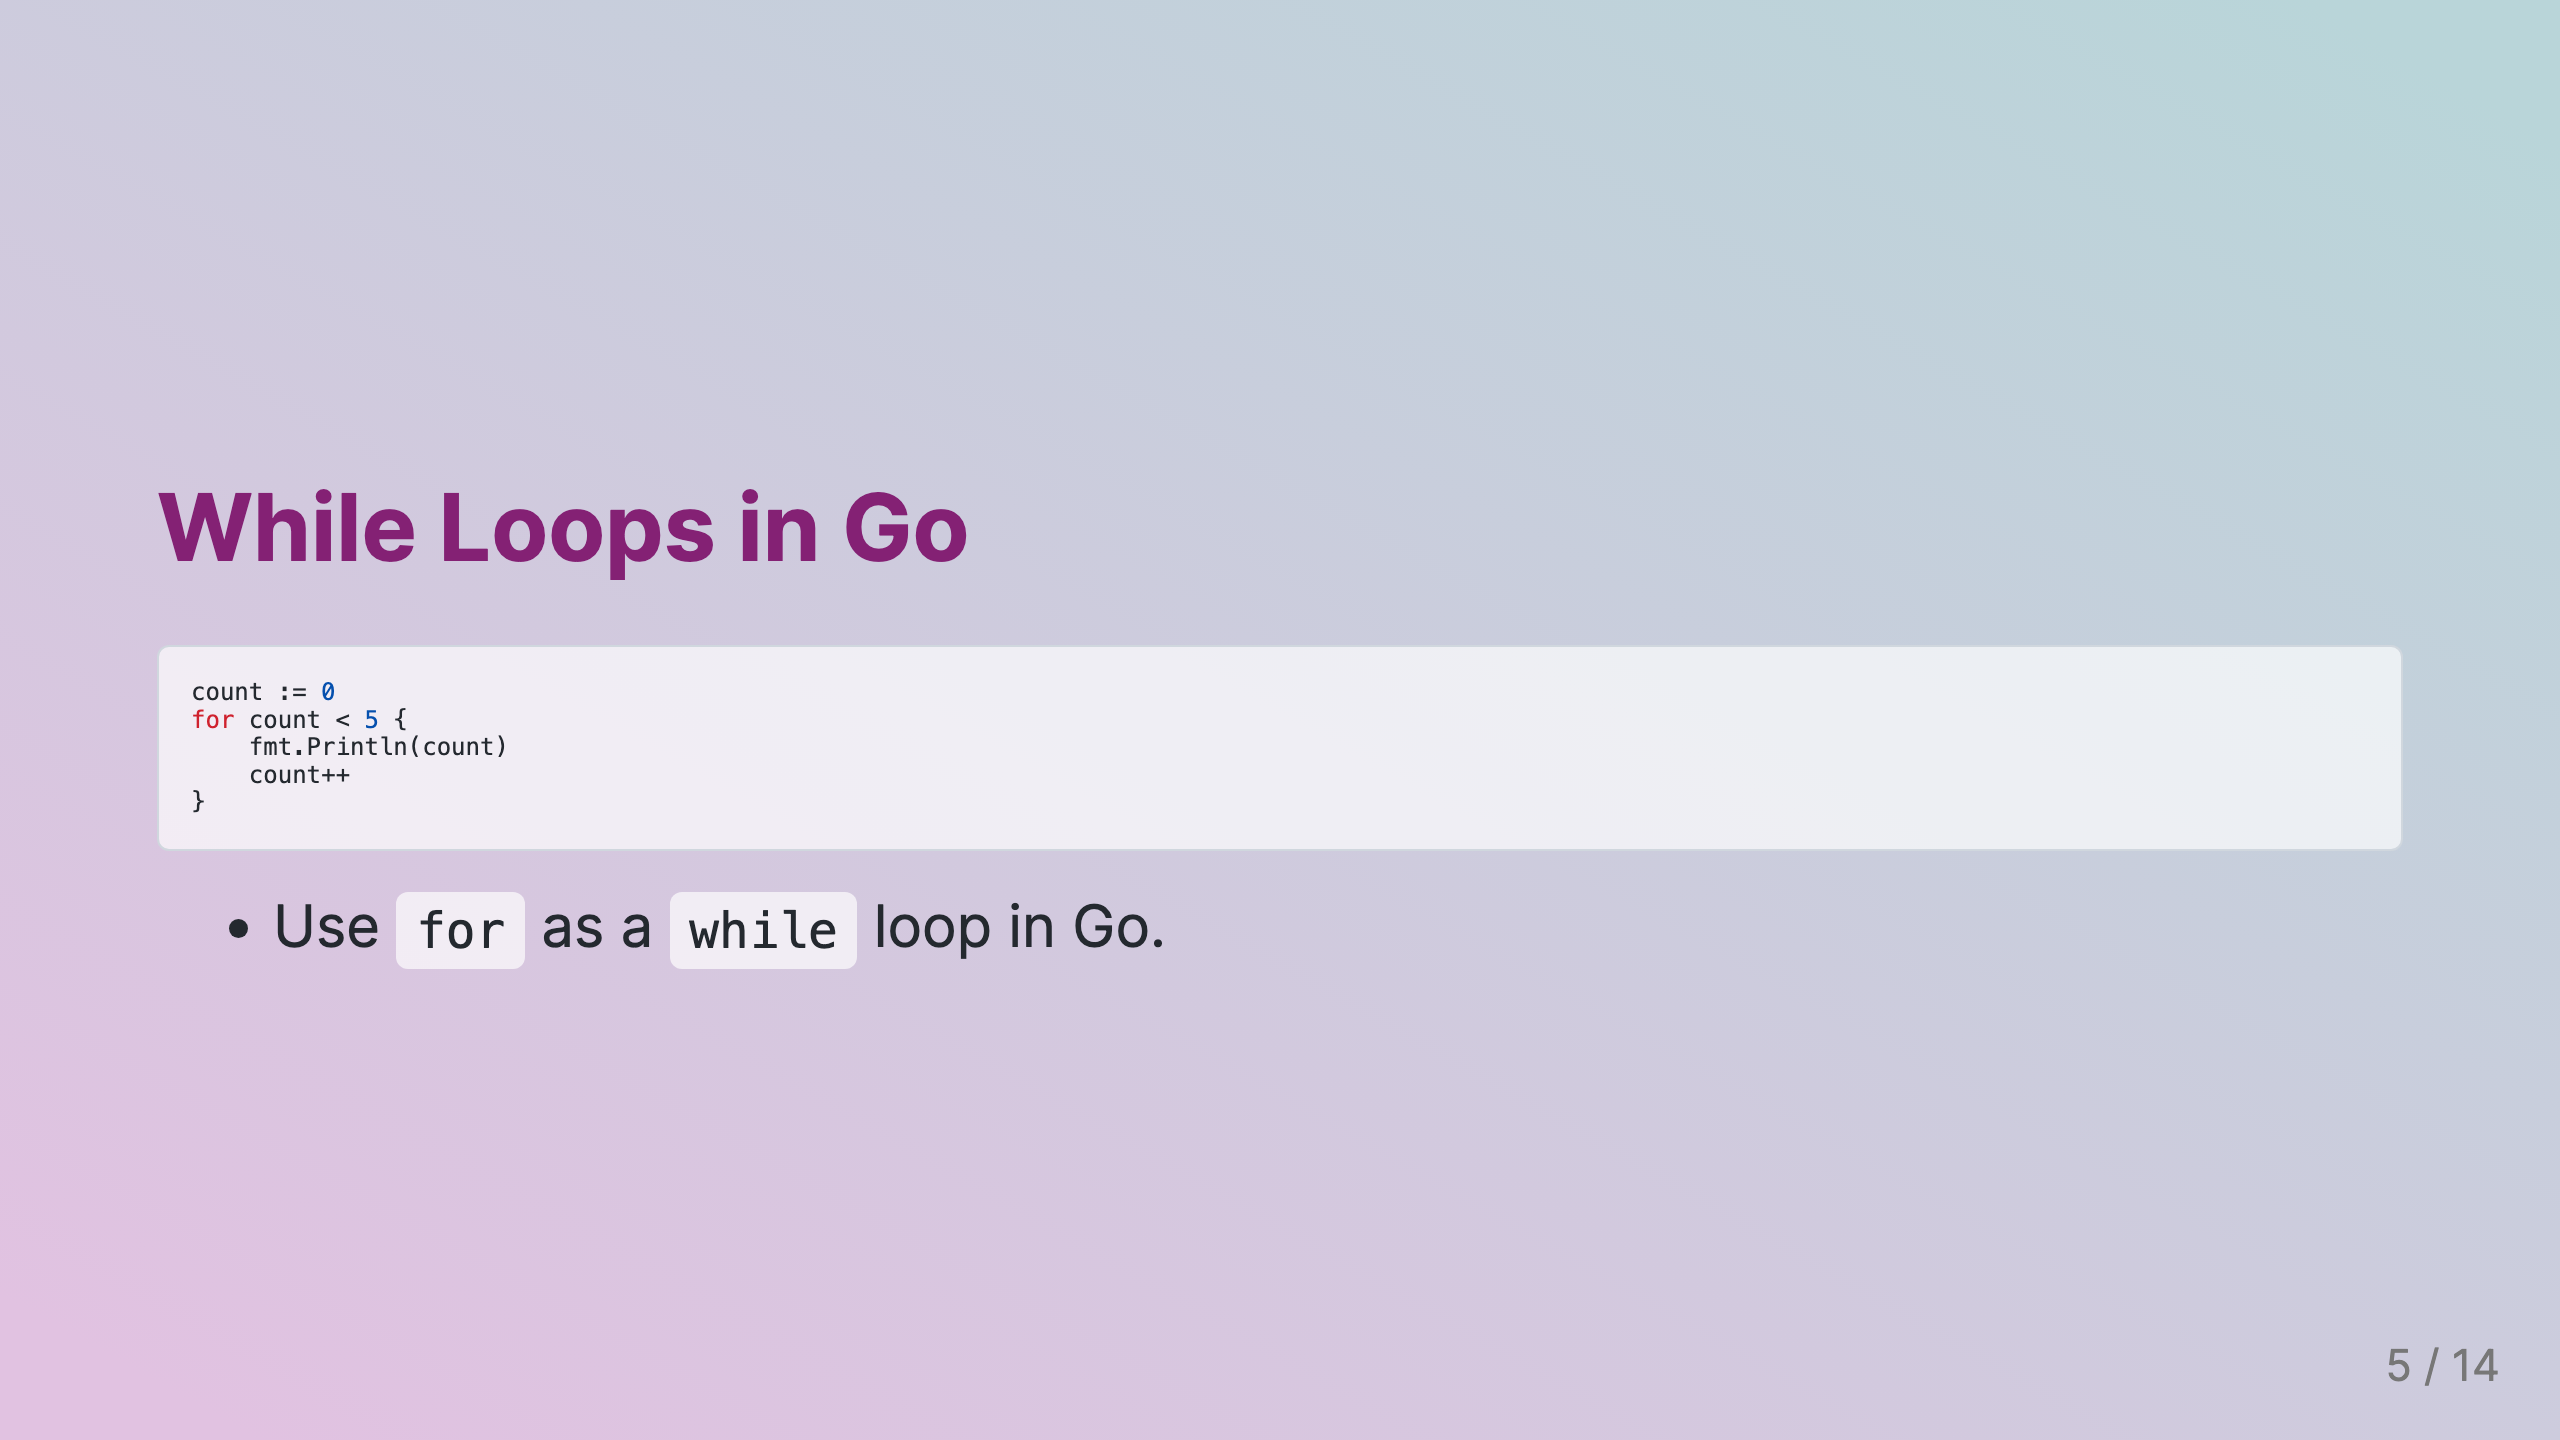 While Loops in Go
count := 0
for count < 5 {
    fmt.Println(count)
    count++
}
• Use for as a while loop in Go.
5 / 14